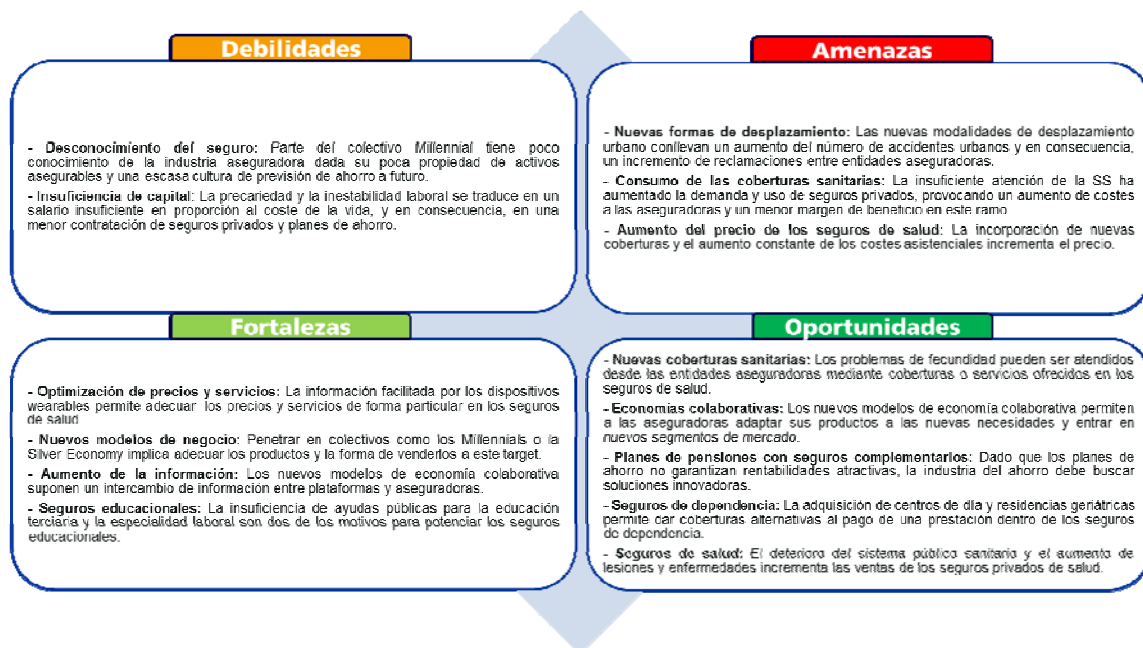 Debilidades
- Desconocimiento del seguro: Parte del colectivo Millennial tiene poco
conocimiento de la industria aseguradora dada su poca propiedad de activos
asegurables y una escasa cultura de previsión de ahorro a futuro.
- Insuficiencia de capital: La precariedad y la inestabilidad laboral se traduce en un
salario insuficiente en proporción al coste de la vida, y en consecuencia, en una
menor contratación de seguros privados y planes de ahorro.
Amenazas
- Nuevas formas de desplazamiento: Las nuevas modalidades de desplazamiento
urbano conllevan un aumento del número de accidentes urbanos y en consecuencia,
un incremento de reclamaciones entre entidades aseguradoras.
- Consumo de las coberturas sanitarias: La insuficiente atención de la SS ha
aumentado la demanda y uso de seguros privados, provocando un aumento de costes
a las aseguradoras y un menor margen de beneficio en este ramo
- Aumento del precio de los seguros de salud: La incorporación de nuevas
coberturas y el aumento constante de los costes asistenciales incrementa el precio.
Fortalezas
- Optimización de precios y servicios: La información facilitada por los dispositivos
wearables permite adecuar los precios y servicios de forma particular en los seguros
de salud
- Nuevos modelos de negocio: Penetrar en colectivos como los Millennials o la
Silver Economy implica adecuar los productos y la forma de venderlos a este target.
- Aumento de la información: Los nuevos modelos de economía colaborativa
suponen un intercambio de información entre plataformas y aseguradoras.
- Seguros educacionales: La insuficiencia de ayudas públicas para la educación
terciaria y la especialidad laboral son dos de los motivos para potenciar los seguros
educacionales.
Oportunidades
- Nuevas coberturas sanitarias: Los problemas de fecundidad pueden ser atendidos
desde las entidades aseguradoras mediante coberturas o servicios ofrecidos en los
seguros de salud.
- Economías colaborativas: Los nuevos modelos de economía colaborativa permiten
a las aseguradoras adaptar sus productos a las nuevas necesidades y entrar en
nuevos segmentos de mercado.
- Planes de pensiones con seguros complementarios: Dado que los planes de
ahorro no garantizan rentabilidades atractivas, la industria del ahorro debe buscar
soluciones innovadoras.
- Seguros de dependencia: La adquisición de centros de día y residencias geriátricas
permite dar coberturas alternativas al pago de una prestación dentro de los seguros
de dependencia.
- Seguros de salud: El deterioro del sistema público sanitario y el aumento de
lesiones y enfermedades incrementa las ventas de los seguros privados de salud.